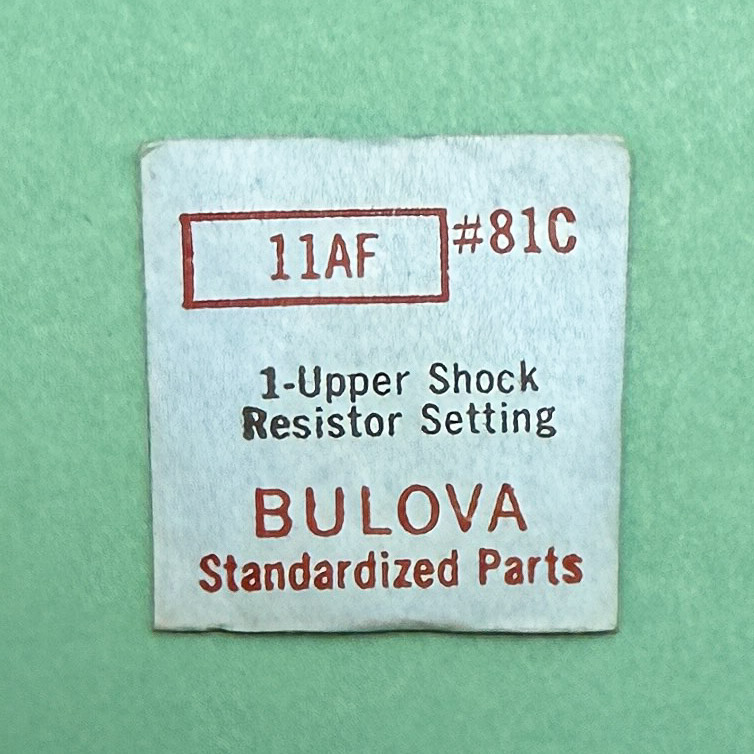 11AF #81C
1-Upper Shock
Resistor Setting
BULOVA
Standardized Parts